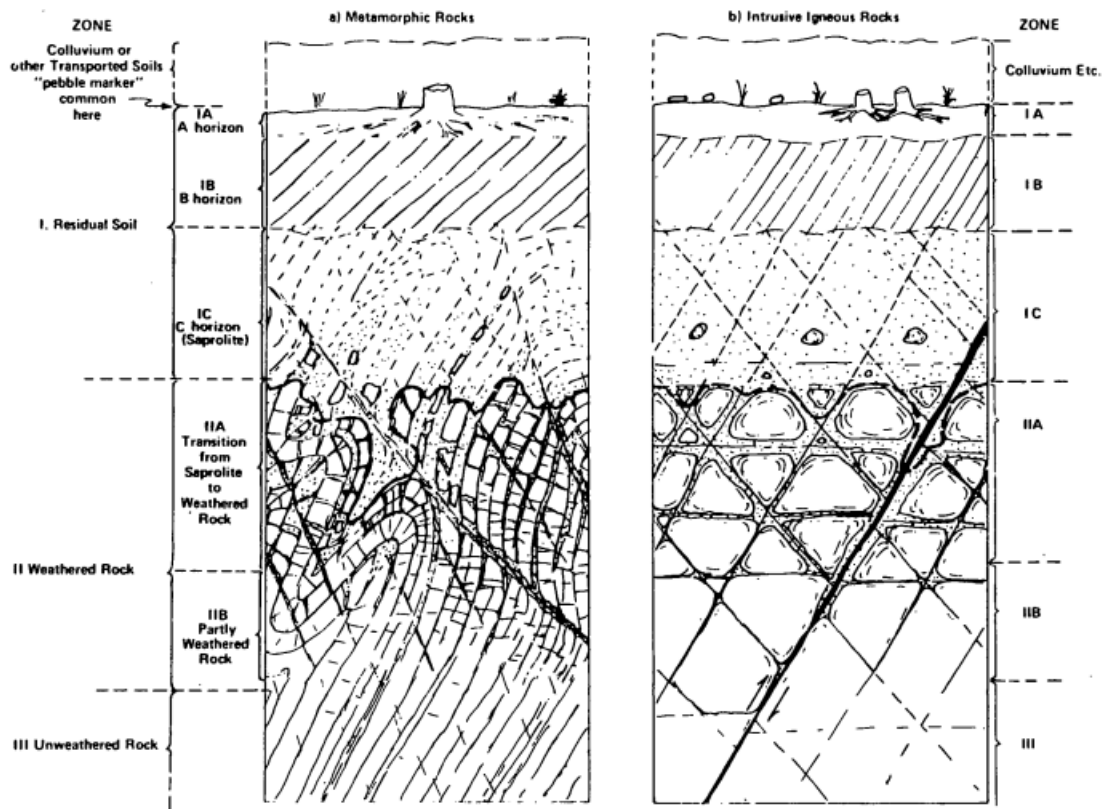 ZONE
a) Metamorphic Rocks
b) Intrusive Igneous Rocks
ZONE
Colluvium or
other Transported Soils
"pebble marker"
common
here
Colluvium Etc.
IA
A horizon
IA
IB
B horizon
IB
I. Residual Soil
IC
C horizon
(Saprolite)
IC
IIA
Transition
from
Saprolite
to
Weathered
Rock
IIA
II Weathered Rock
IIB
Partly
Weathered
Rock
IIB
III Unweathered Rock
III